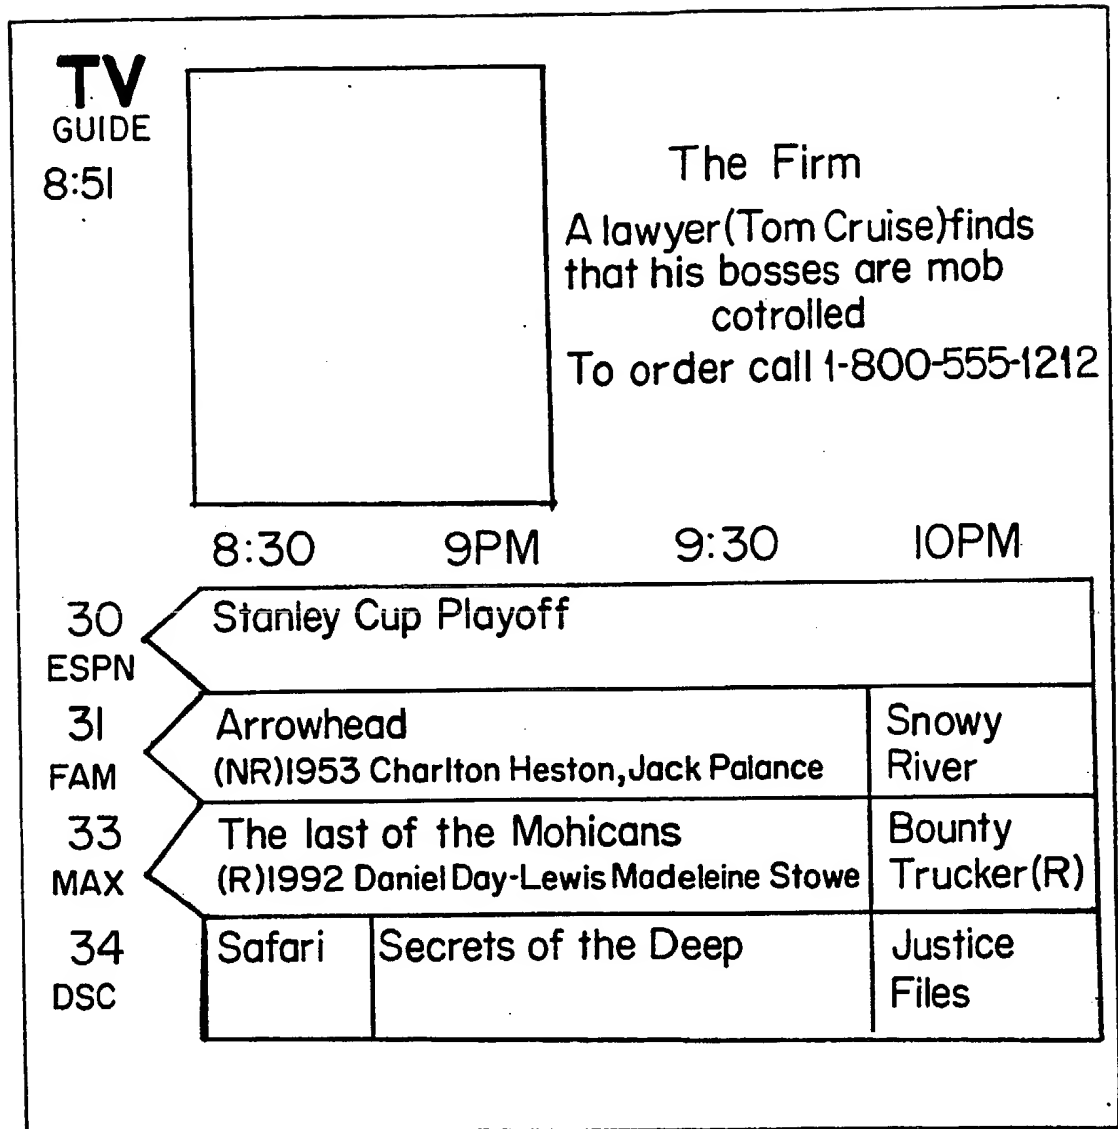 TV
GUIDE
8:51
The Firm
A lawyer(Tom Cruise)finds
that his bosses are mob
cotrolled
To order call 1-800-555-1212
8:30 9PM 9:30 10PM
30 Stanley Cup Playoff
ESPN
31 Arrowhead Snowy
FAM (NR)1953 Charlton Heston,Jack Palance River
33 The last of the Mohicans Bounty
MAX (R)1992 Daniel Day-Lewis Madeleine Stowe Trucker(R)
34 Safari Secrets of the Deep Justice
DSC Files